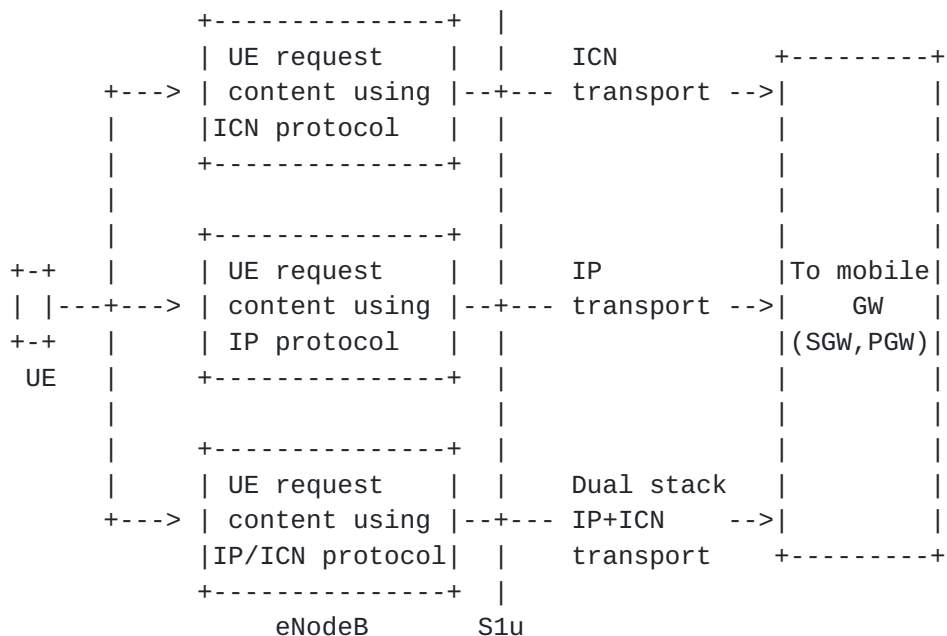 UE request
content using
ICN protocol
ICN
transport
UE request
content using
IP protocol
IP
transport
UE
To mobile
GW
(SGW,PGW)
UE request
content using
IP/ICN protocol
Dual stack
IP+ICN
transport
eNodeB
S1u